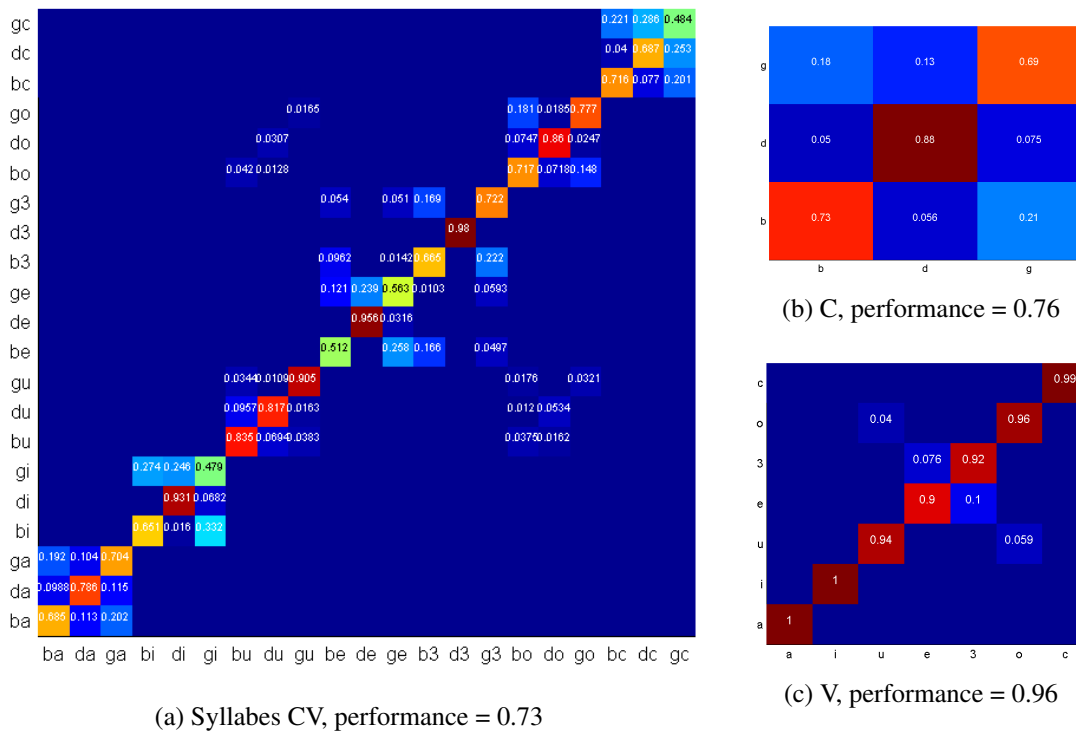 gc 0.221 0.286 0.484
dc 0.04 0.687 0.253
bc 0.716 0.077 0.201
go 0.0165 0.181 0.0185 0.777
do 0.0307 0.0747 0.86 0.0247
bo 0.042 0.0128 0.717 0.0718 0.148
g3 0.054 0.051 0.169 0.722
d3 0.98
b3 0.0962 0.0142 0.665 0.222
ge 0.121 0.239 0.563 0.0103 0.0593
de 0.956 0.0316
be 0.512 0.258 0.166 0.0497
gu 0.0344 0.0109 0.905 0.0176 0.0321
du 0.0957 0.817 0.0163 0.012 0.0534
bu 0.835 0.0694 0.0383 0.0375 0.0162
gi 0.274 0.246 0.479
di 0.931 0.0682
bi 0.651 0.016 0.332
ga 0.192 0.104 0.704
da 0.0988 0.786 0.115
ba 0.685 0.113 0.202
ba da ga bi di gi bu du gu be de ge b3 d3 g3 bo do go bc dc gc
(a) Syllabes CV, performance = 0.73
g 0.18 0.13 0.69
d 0.05 0.88 0.075
b 0.73 0.056 0.21
b d g
(b) C, performance = 0.76
c 0.99
o 0.04 0.96
3 0.076 0.92
e 0.9 0.1
u 0.94 0.059
i 1
a 1
a i u e 3 o c
(c) V, performance = 0.96